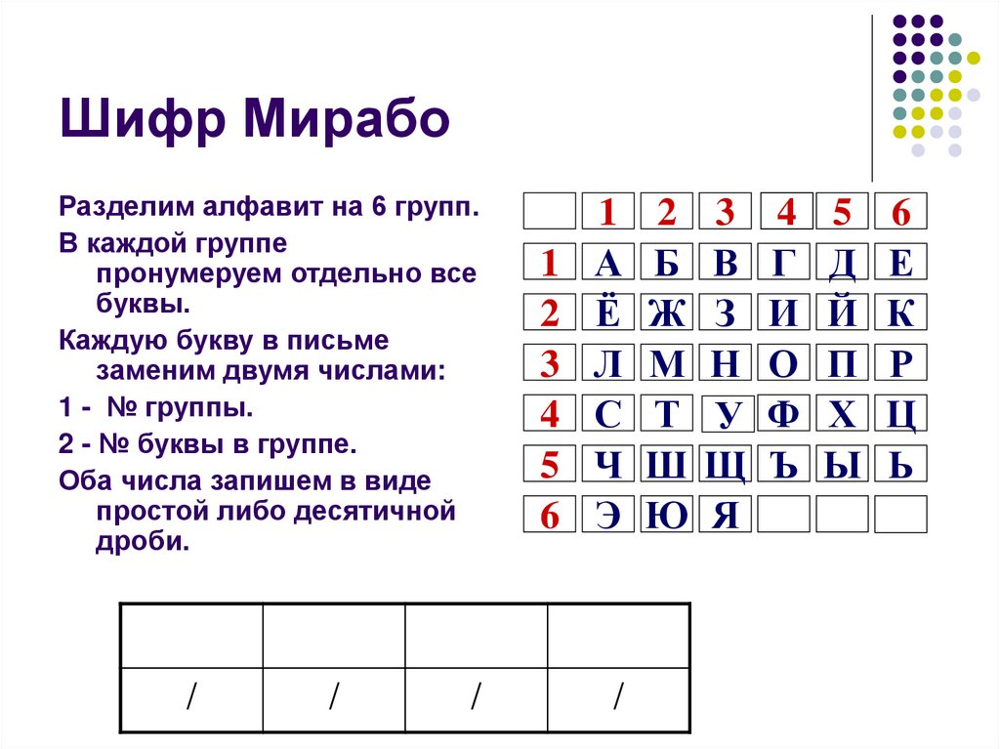 Шифр Мирабо
Разделим алфавит на 6 групп.
В каждой группе
пронумеруем отдельно все
буквы.
Каждую букву в письме
заменим двумя числами:
1 - № группы.
2 - № буквы в группе.
Оба числа запишем в виде
простой либо десятичной
дроби.
1 2 3 4 5 6
1 А Б В Г Д Е
2 Ё Ж З И Й К
3 Л М Н О П Р
4 С Т У Ф Х Ц
5 Ч Ш Щ Ъ Ы Ь
6 Э Ю Я
/ / / /